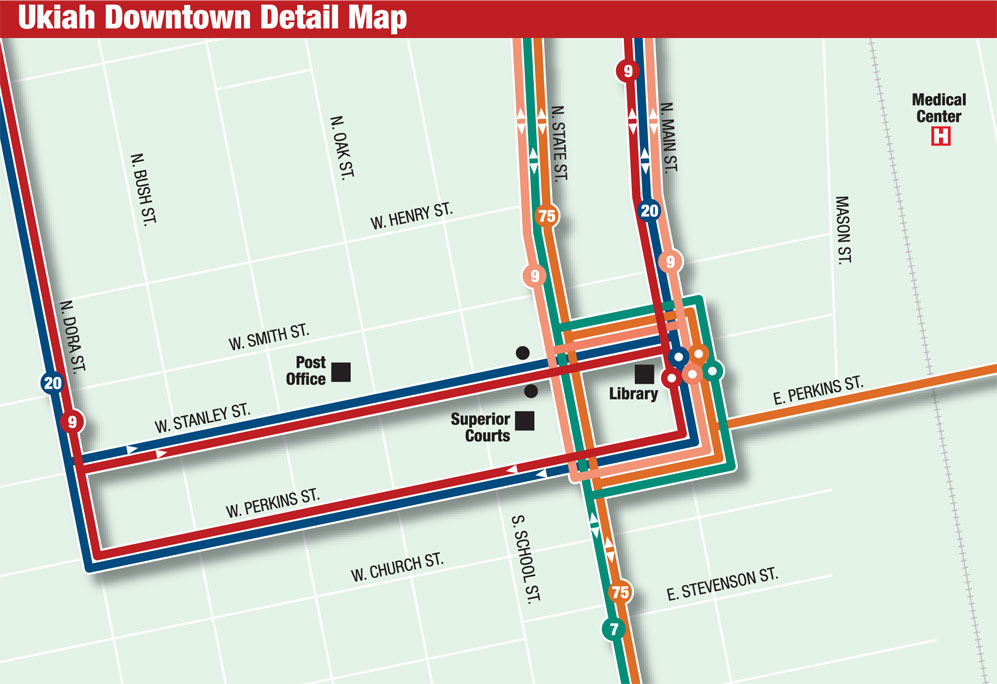 Ukiah Downtown Detail Map
9
Medical
Center
H
N. STATE ST.
N. MAIN ST.
N. OAK ST.
N. BUSH ST.
W. HENRY ST.
75
20
MASON ST.
9
9
N. DORA ST.
W. SMITH ST.
Post
Office
20
Library
E. PERKINS ST.
9
W. STANLEY ST.
Superior
Courts
W. PERKINS ST.
S. SCHOOL ST.
W. CHURCH ST.
E. STEVENSON ST.
75
7